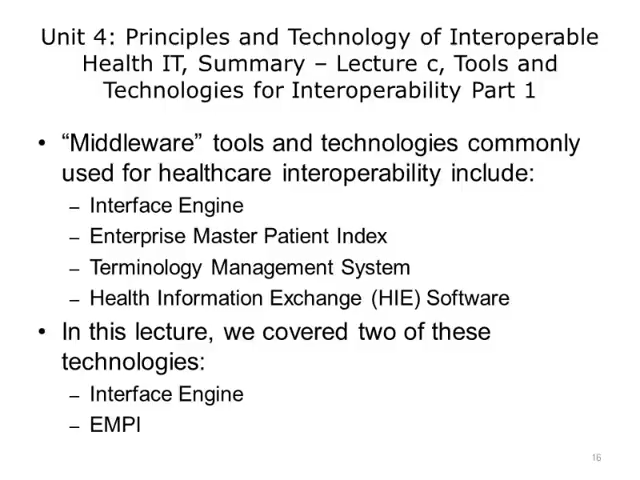 Unit 4: Principles and Technology of Interoperable
Health IT, Summary – Lecture c, Tools and
Technologies for Interoperability Part 1
• “Middleware” tools and technologies commonly
used for healthcare interoperability include:
– Interface Engine
– Enterprise Master Patient Index
– Terminology Management System
– Health Information Exchange (HIE) Software
• In this lecture, we covered two of these
technologies:
– Interface Engine
– EMPI
16